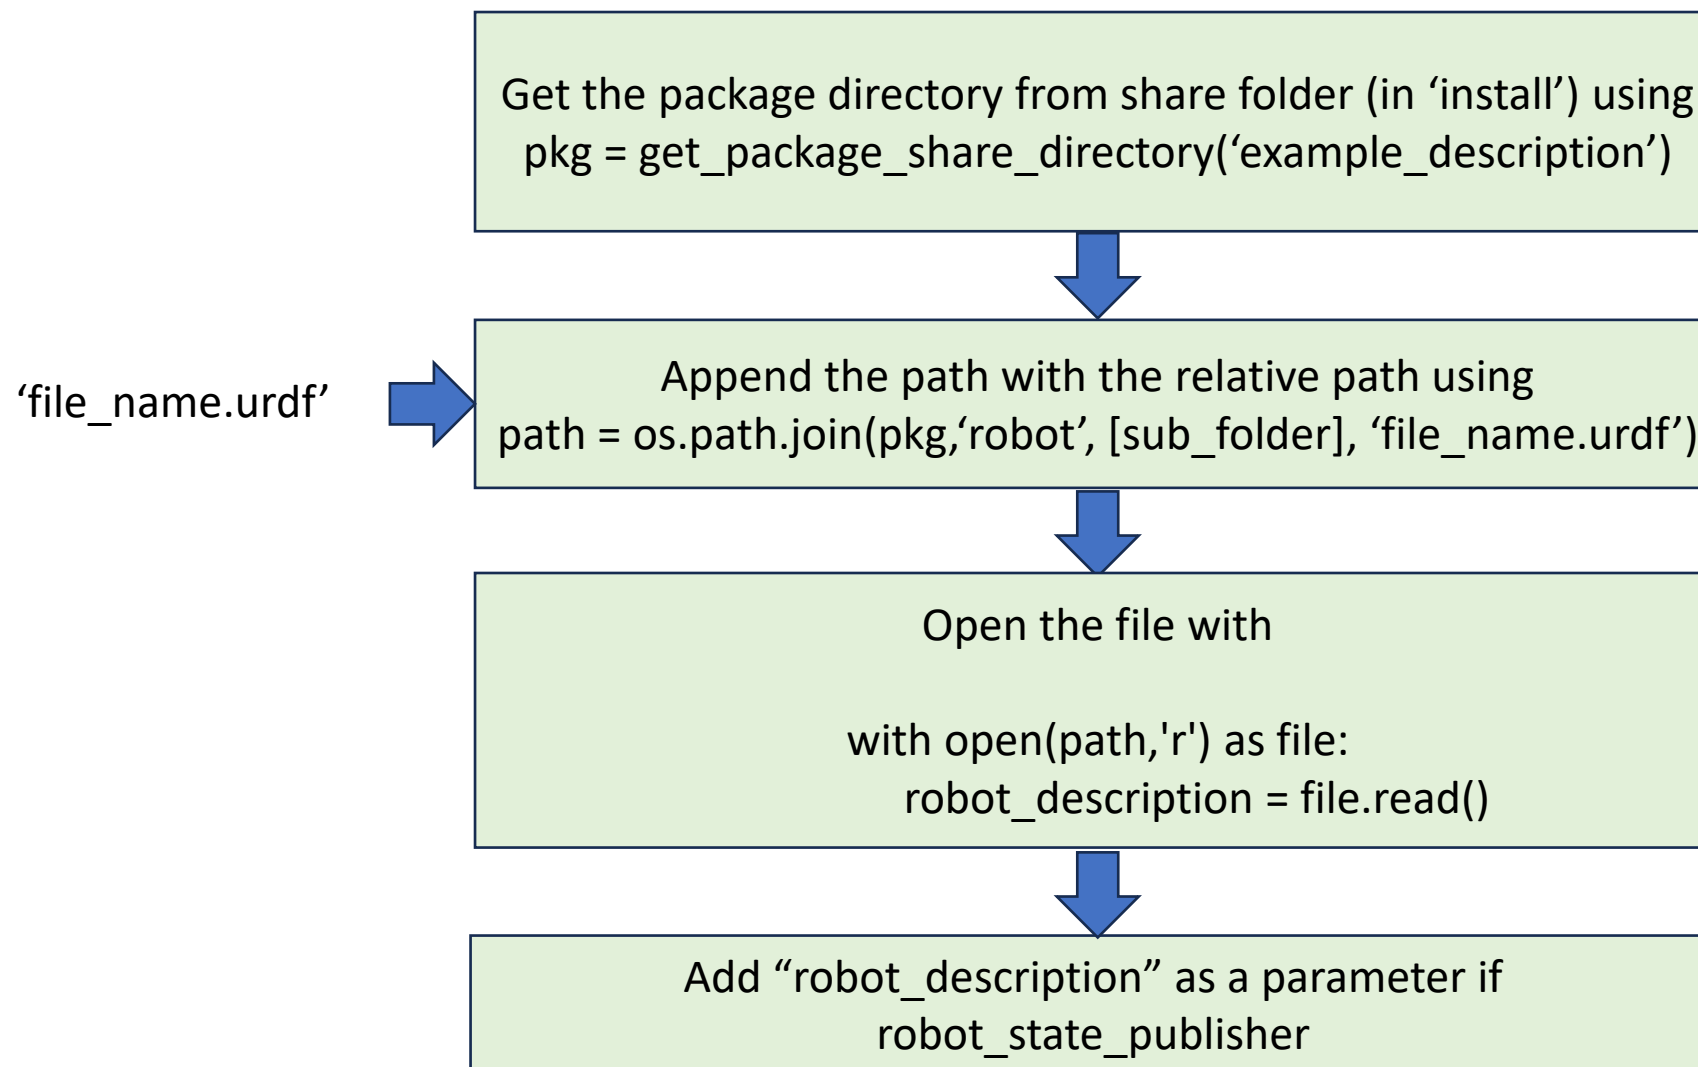 Get the package directory from share folder (in ‘install’) using
pkg = get_package_share_directory(‘example_description’)
‘file_name.urdf’
Append the path with the relative path using
path = os.path.join(pkg,‘robot’, [sub_folder], ‘file_name.urdf’)
Open the file with
with open(path,'r') as file:
robot_description = file.read()
Add “robot_description” as a parameter if
robot_state_publisher